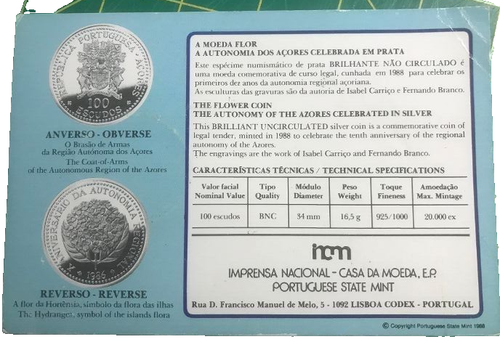 REPUBLICA PORTUGUESA · AÇORES
100
ESCUDOS
ANVERSO - OBVERSE
O Brasão de Armas
da Região Autónoma dos Açores
The Coat-of-Arms
of the Autonomous Region of the Azores
1986
REVERSO - REVERSE
A flor da Hortênsia, símbolo da flora das ilhas
The Hydrangea, symbol of the islands flora
A MOEDA FLOR
A AUTONOMIA DOS AÇORES CELEBRADA EM PRATA
Este espécime numismático de prata BRILHANTE NÃO CIRCULADO é
uma moeda comemorativa de curso legal, cunhada em 1988 para celebrar os
primeiros dez anos da autonomia regional açoriana.
As esculturas das gravuras são da autoria de Isabel Carriço e Fernando Branco.
THE FLOWER COIN
THE AUTONOMY OF THE AZORES CELEBRATED IN SILVER
This BRILLIANT UNCIRCULATED silver coin is a commemorative coin of
legal tender, minted in 1988 to celebrate the tenth anniversary of the regional
autonomy of the Azores.
The engravings are the work of Isabel Carriço and Fernando Branco.
CARACTERÍSTICAS TÉCNICAS / TECHNICAL SPECIFICATIONS
Valor facial Tipo Módulo Peso Toque Amoedação
Nominal Value Quality Diameter Weight Fineness Max. Mintage
100 escudos BNC 34 mm 16,5 g 925/1000 20.000 ex
incm
IMPRENSA NACIONAL - CASA DA MOEDA, E.P.
PORTUGUESE STATE MINT
Rua D. Francisco Manuel de Melo, 5 - 1092 LISBOA CODEX - PORTUGAL
© Copyright Portuguese State Mint 1988